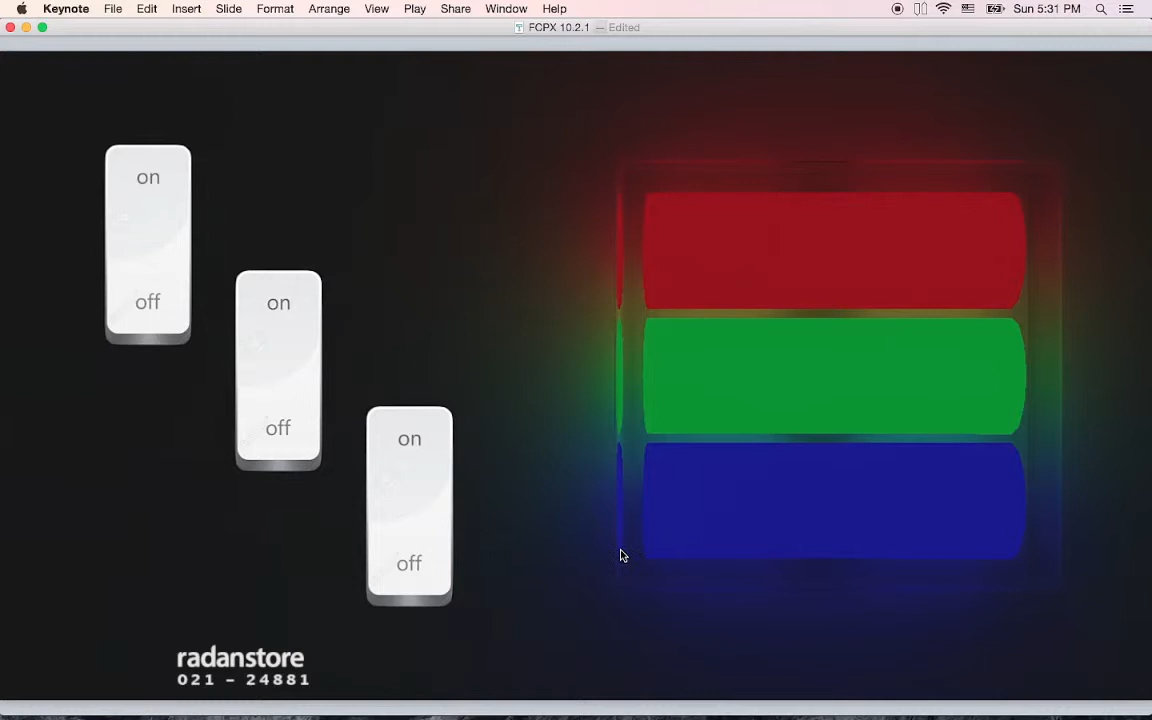 Keynote File Edit Insert Slide Format Arrange View Play Share Window Help Sun 5:31 PM
FCPX 10.2.1 — Edited
on
off
on
off
on
off
radanstore
021 - 24881